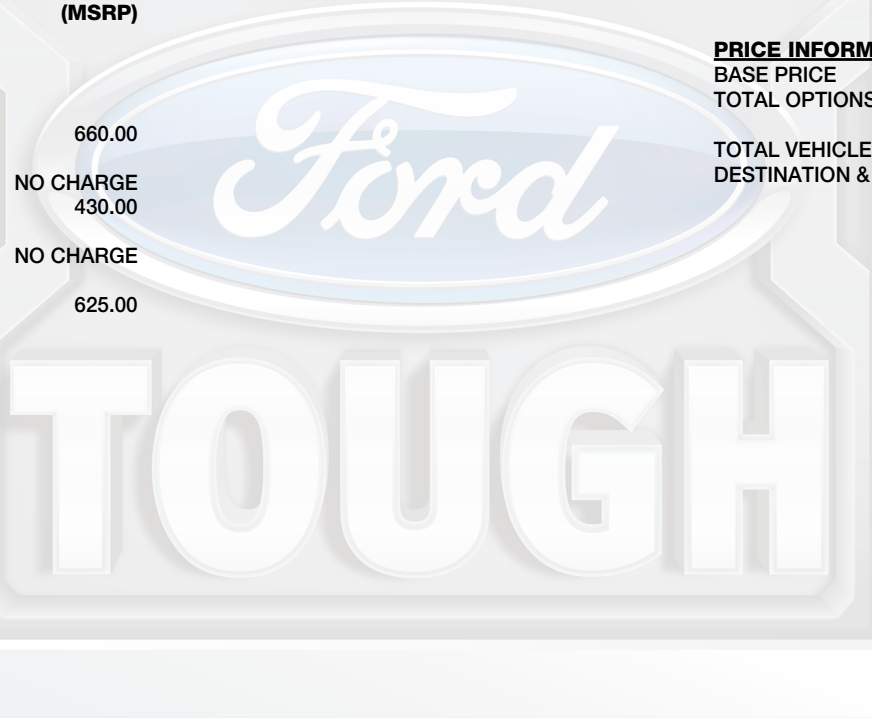 (MSRP)
660.00
NO CHARGE
430.00
NO CHARGE
625.00
PRICE INFORM
BASE PRICE
TOTAL OPTIONS
TOTAL VEHICLE
DESTINATION &
Ford
TOUGH